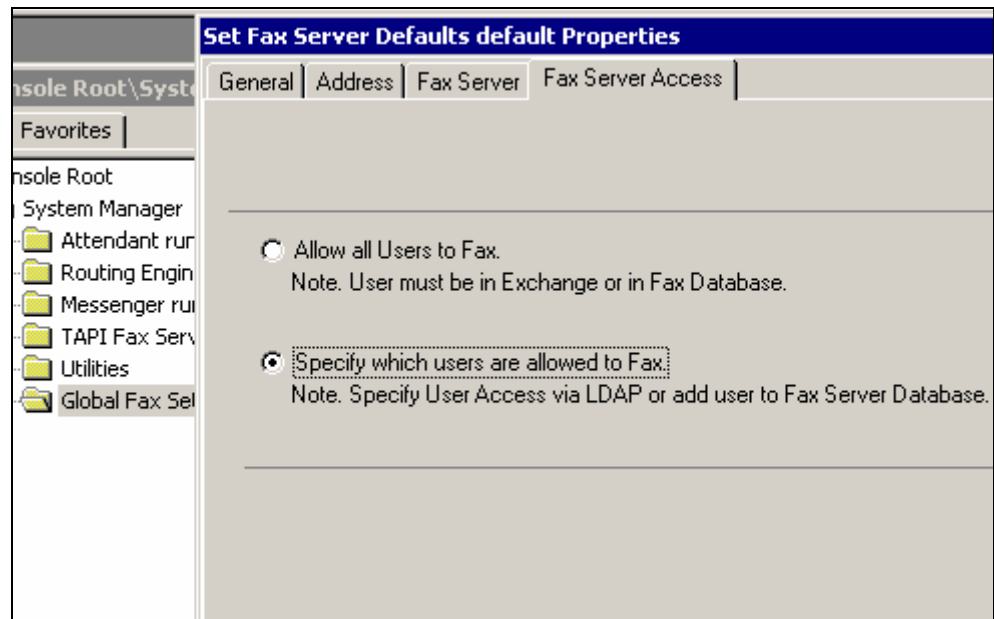 Set Fax Server Defaults default Properties
nsole Root\Syst
General Address Fax Server Fax Server Access
Favorites
nsole Root
System Manager
Attendant run
Routing Engin
Messenger ru
TAPI Fax Serv
Utilities
Global Fax Set
Allow all Users to Fax.
Note. User must be in Exchange or in Fax Database.
Specify which users are allowed to Fax.
Note. Specify User Access via LDAP or add user to Fax Server Database.